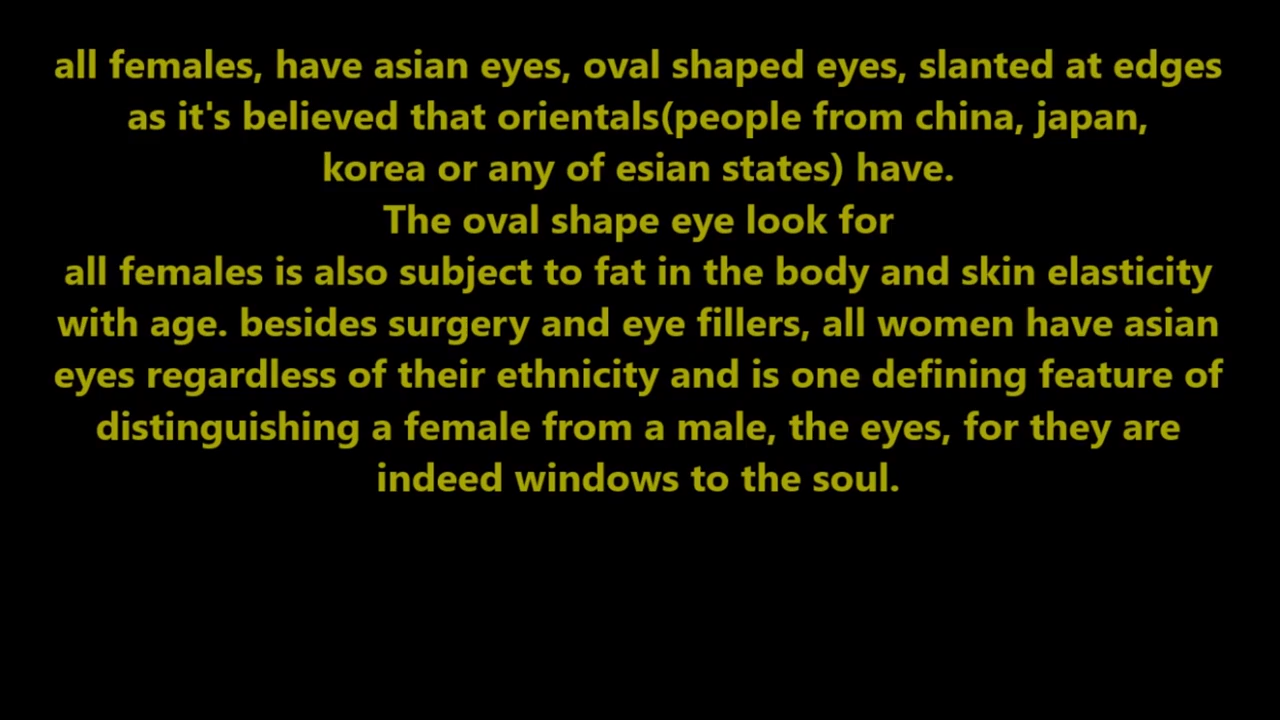 all females, have asian eyes, oval shaped eyes, slanted at edges
as it's believed that orientals(people from china, japan,
korea or any of esian states) have.
The oval shape eye look for
all females is also subject to fat in the body and skin elasticity
with age. besides surgery and eye fillers, all women have asian
eyes regardless of their ethnicity and is one defining feature of
distinguishing a female from a male, the eyes, for they are
indeed windows to the soul.